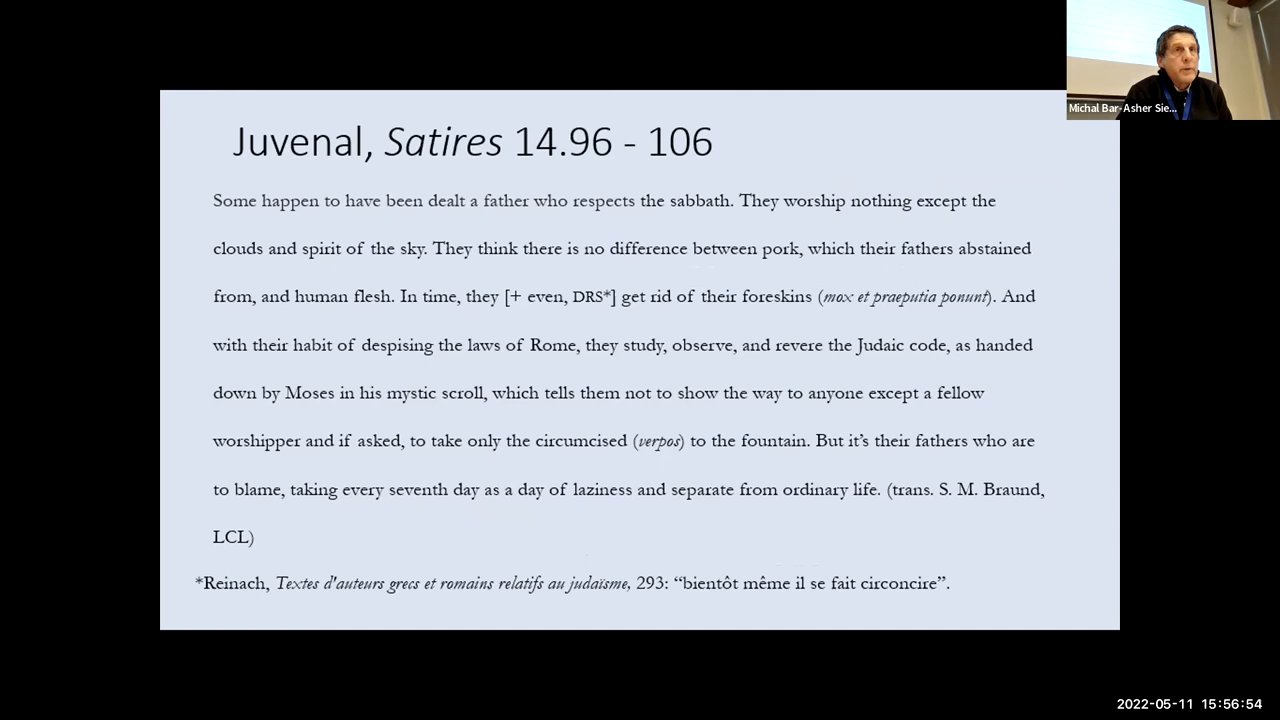 Michal Bar-Asher Sie...
Juvenal, Satires 14.96 - 106
Some happen to have been dealt a father who respects the sabbath. They worship nothing except the
clouds and spirit of the sky. They think there is no difference between pork, which their fathers abstained
from, and human flesh. In time, they [+ even, DRS*] get rid of their foreskins (mox et praeputia ponunt). And
with their habit of despising the laws of Rome, they study, observe, and revere the Judaic code, as handed
down by Moses in his mystic scroll, which tells them not to show the way to anyone except a fellow
worshipper and if asked, to take only the circumcised (verpos) to the fountain. But it’s their fathers who are
to blame, taking every seventh day as a day of laziness and separate from ordinary life. (trans. S. M. Braund,
LCL)
*Reinach, Textes d'auteurs grecs et romains relatifs au judaïsme, 293: “bientôt même il se fait circoncire”.
2022-05-11 15:56:54